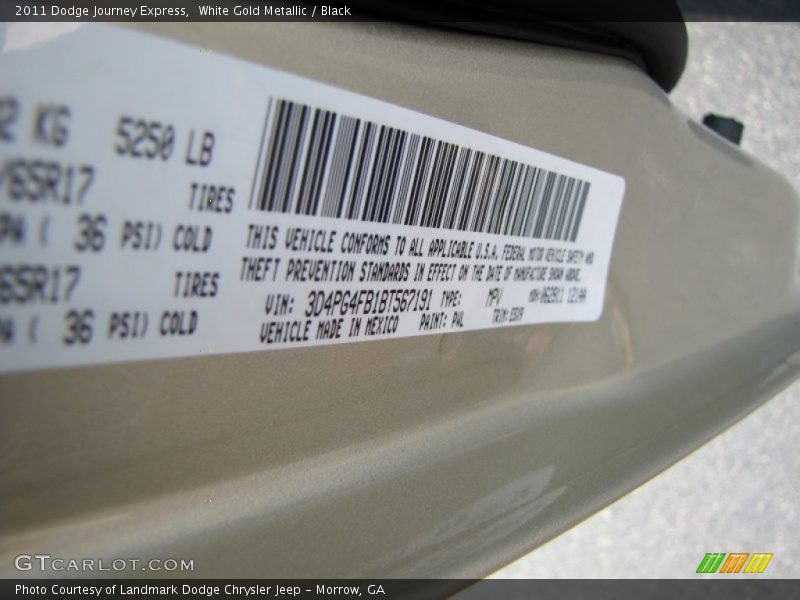 2011 Dodge Journey Express, White Gold Metallic / Black
KG 5250 LB
/65R17 TIRES
( 36 PSI) COLD
65R17 TIRES
( 36 PSI) COLD
THIS VEHICLE CONFORMS TO ALL APPLICABLE U.S.A. FEDERAL MOTOR VEHICLE SAFETY AND
THEFT PREVENTION STANDARDS IN EFFECT ON THE DATE OF MANUFACTURE SHOWN ABOVE.
VIN: 3D4PG4FB1BT567191 TYPE: MPV
VEHICLE MADE IN MEXICO PAINT: PWL TRIM:
GTCARLOT.COM
Photo Courtesy of Landmark Dodge Chrysler Jeep – Morrow, GA